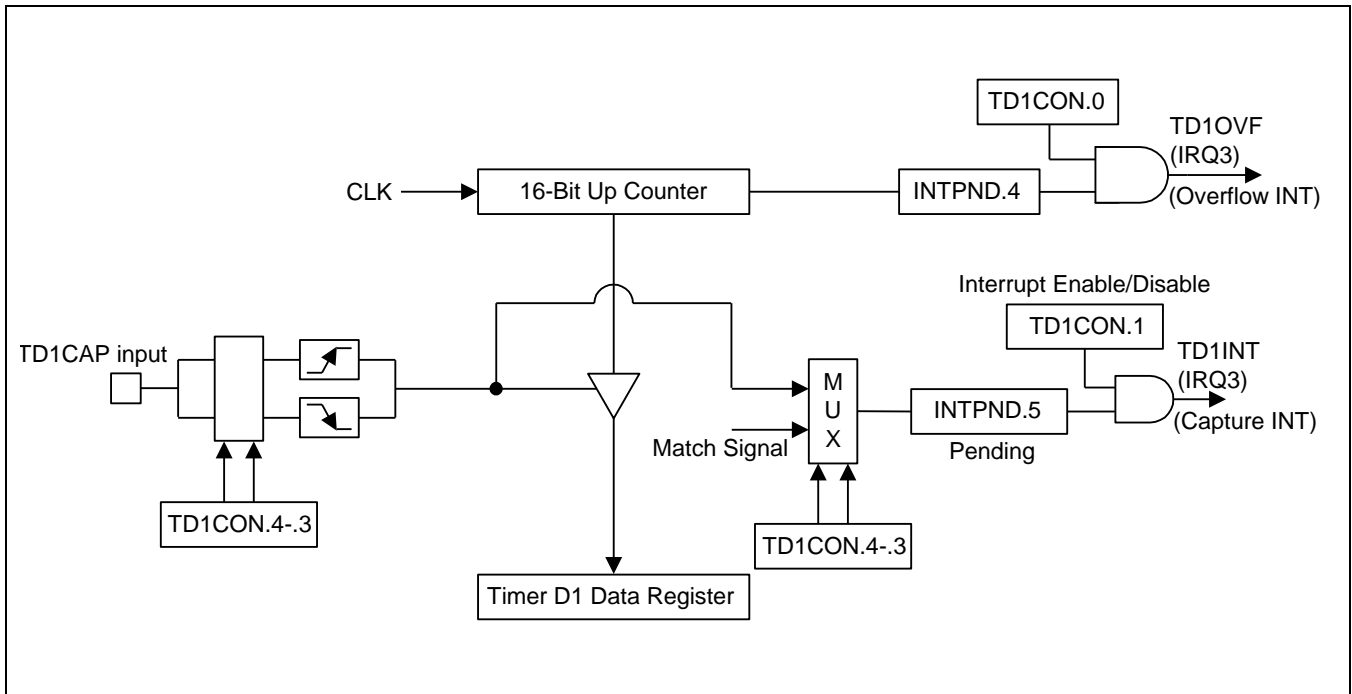 TD1CON.0
TD1OVF
(IRQ3)
(Overflow INT)
CLK
16-Bit Up Counter
INTPND.4
Interrupt Enable/Disable
TD1CON.1
TD1INT
(IRQ3)
(Capture INT)
TD1CAP input
M
U
X
INTPND.5
Pending
Match Signal
TD1CON.4-.3
TD1CON.4-.3
Timer D1 Data Register